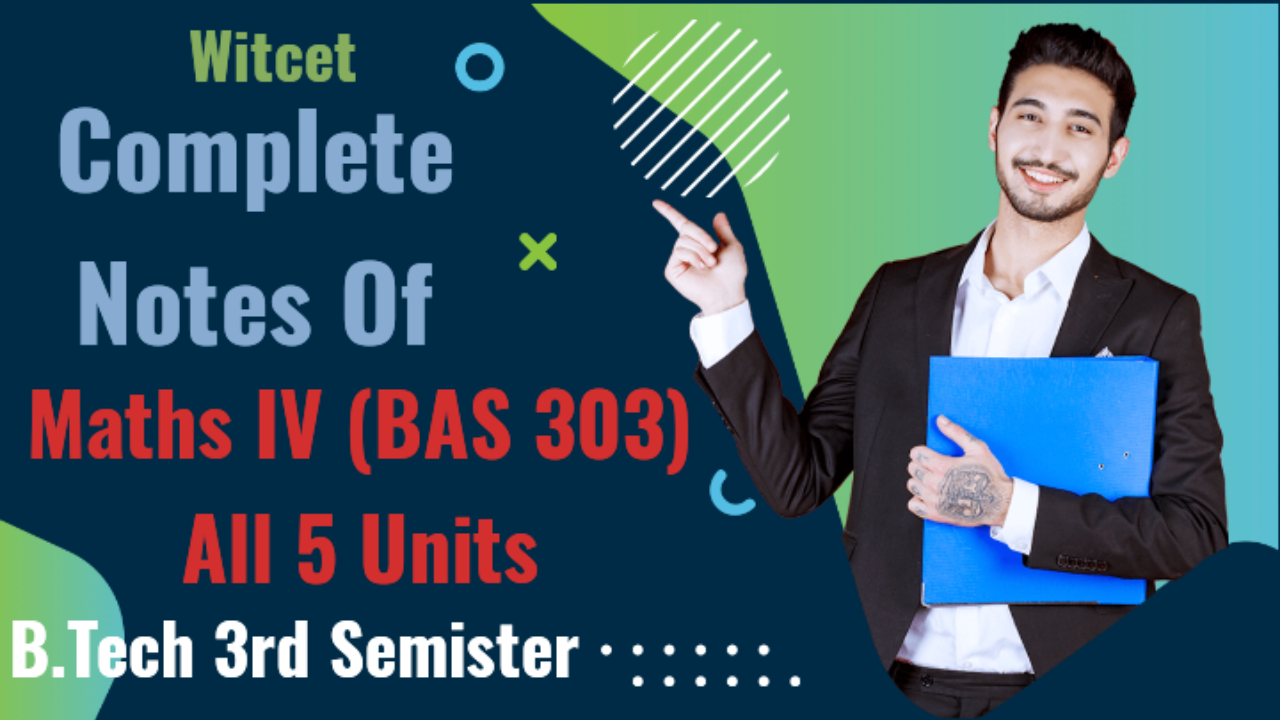 Witcet
Complete
Notes Of
Maths IV (BAS 303)
All 5 Units
B.Tech 3rd Semister